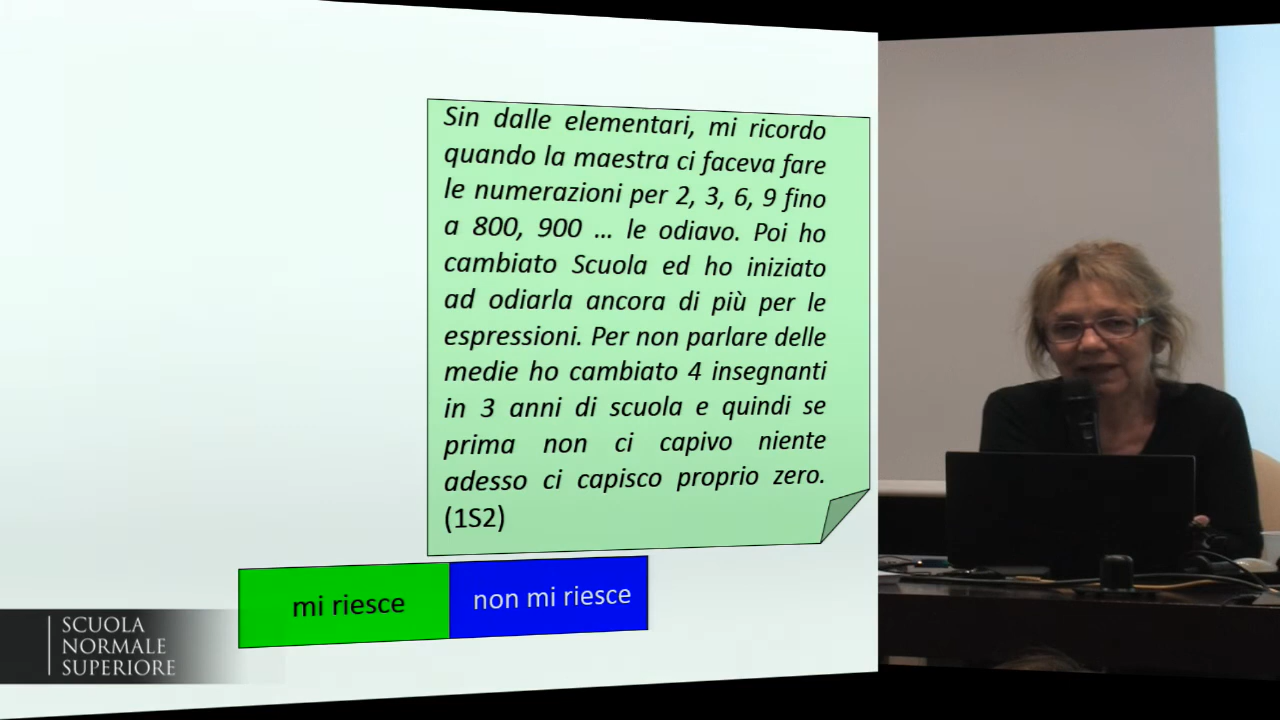 Sin dalle elementari, mi ricordo
quando la maestra ci faceva fare
le numerazioni per 2, 3, 6, 9 fino
a 800, 900 ... le odiavo. Poi ho
cambiato Scuola ed ho iniziato
ad odiarla ancora di più per le
espressioni. Per non parlare delle
medie ho cambiato 4 insegnanti
in 3 anni di scuola e quindi se
prima non ci capivo niente
adesso ci capisco proprio zero.
(1S2)
mi riesce
non mi riesce
SCUOLA
NORMALE
SUPERIORE